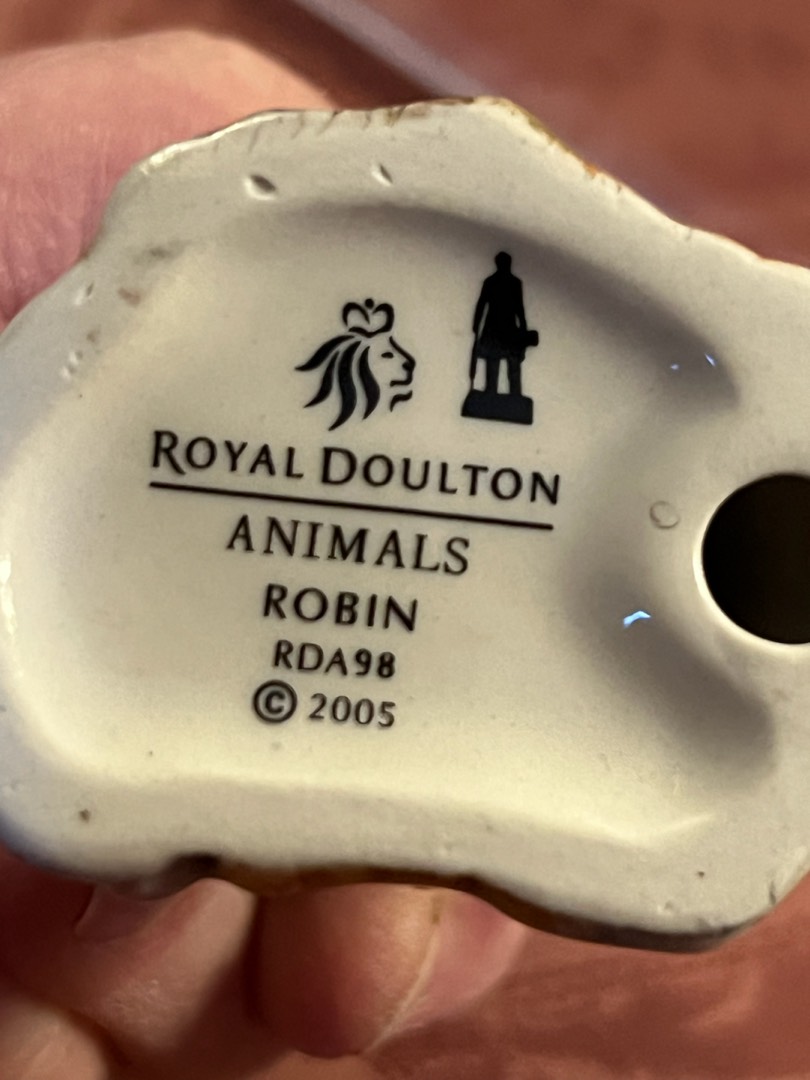 ROYAL DOULTON
ANIMALS
ROBIN
RDA98
© 2005